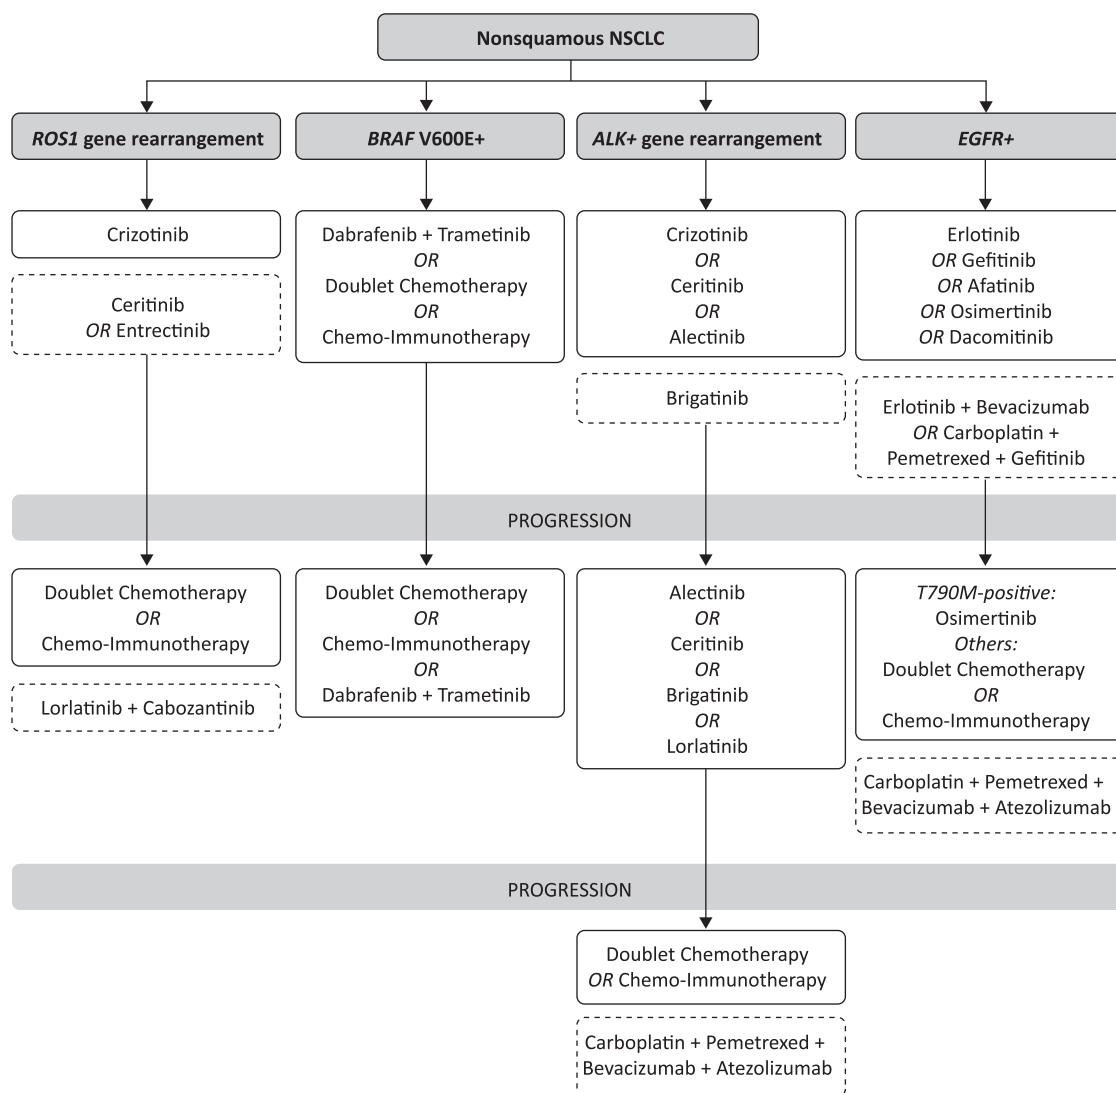 Nonsquamous NSCLC
ROS1 gene rearrangement
BRAF V600E+
ALK+ gene rearrangement
EGFR+
Crizotinib
Ceritinib
OR Entrectinib
Dabrafenib + Trametinib
OR
Doublet Chemotherapy
OR
Chemo-Immunotherapy
Crizotinib
OR
Ceritinib
OR
Alectinib
Brigatinib
Erlotinib
OR Gefitinib
OR Afatinib
OR Osimertinib
OR Dacomitinib
Erlotinib + Bevacizumab
OR Carboplatin +
Pemetrexed + Gefitinib
PROGRESSION
Doublet Chemotherapy
OR
Chemo-Immunotherapy
Lorlatinib + Cabozantinib
Doublet Chemotherapy
OR
Chemo-Immunotherapy
OR
Dabrafenib + Trametinib
Alectinib
OR
Ceritinib
OR
Brigatinib
OR
Lorlatinib
T790M-positive:
Osimertinib
Others:
Doublet Chemotherapy
OR
Chemo-Immunotherapy
Carboplatin + Pemetrexed +
Bevacizumab + Atezolizumab
PROGRESSION
Doublet Chemotherapy
OR Chemo-Immunotherapy
Carboplatin + Pemetrexed +
Bevacizumab + Atezolizumab